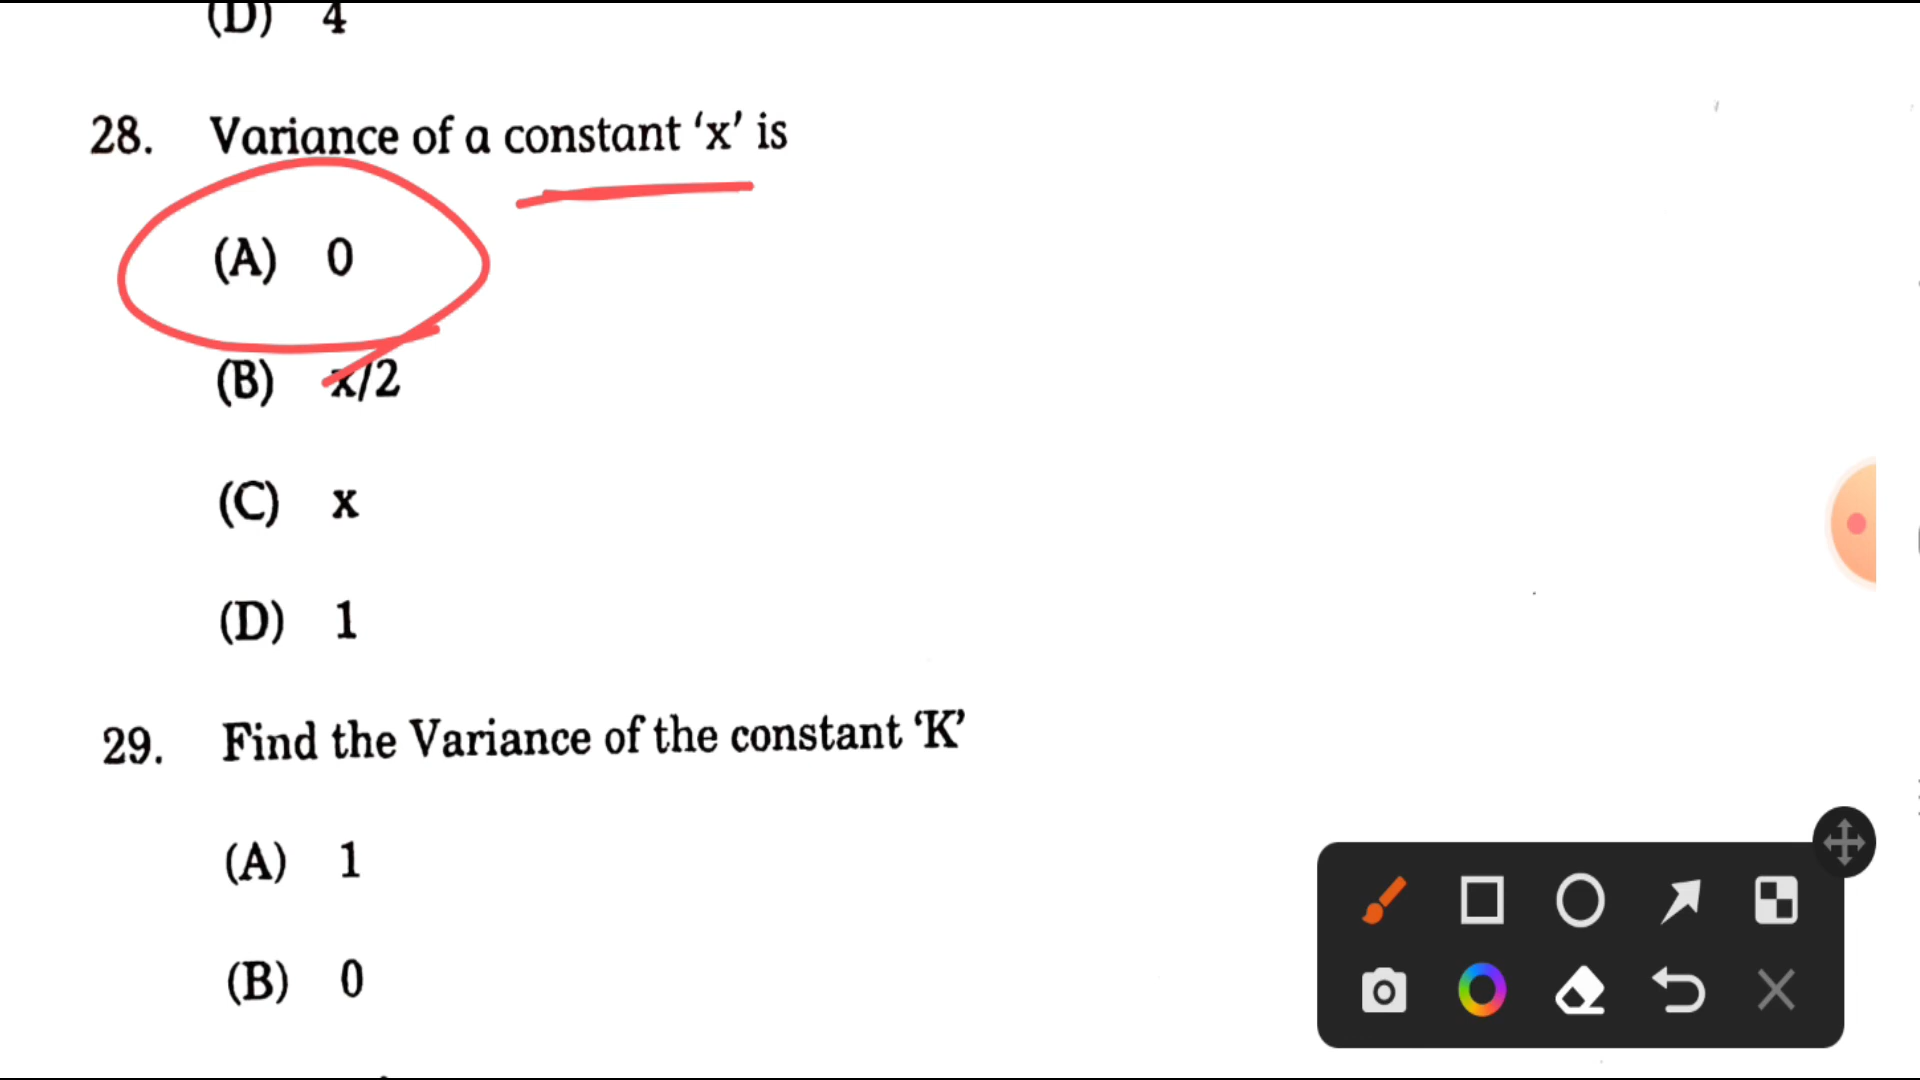 (D) 4
28. Variance of a constant ‘x’ is
(A) 0
(B) x/2
(C) x
(D) 1
29. Find the Variance of the constant ‘K’
(A) 1
(B) 0